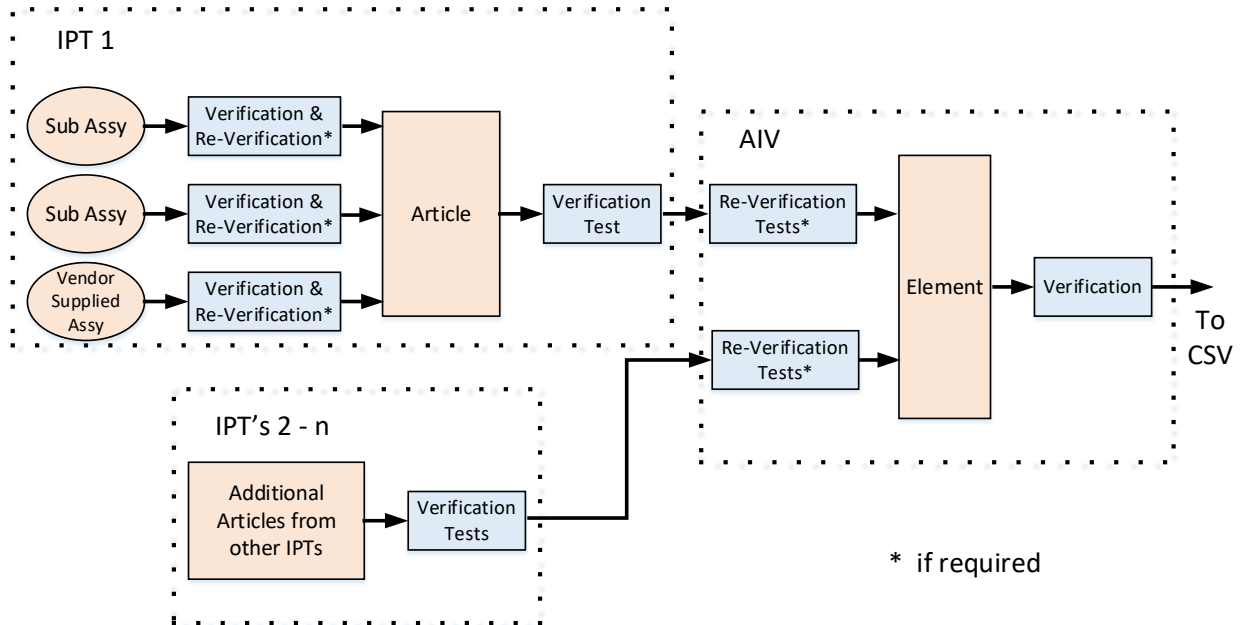 IPT 1
Sub Assy
Verification &
Re-Verification*
Sub Assy
Verification &
Re-Verification*
Vendor
Supplied
Assy
Verification &
Re-Verification*
Article
Verification
Test
AIV
Re-Verification
Tests*
Re-Verification
Tests*
Element
Verification
To
CSV
IPT's 2 - n
Additional
Articles from
other IPTs
Verification
Tests
* if required